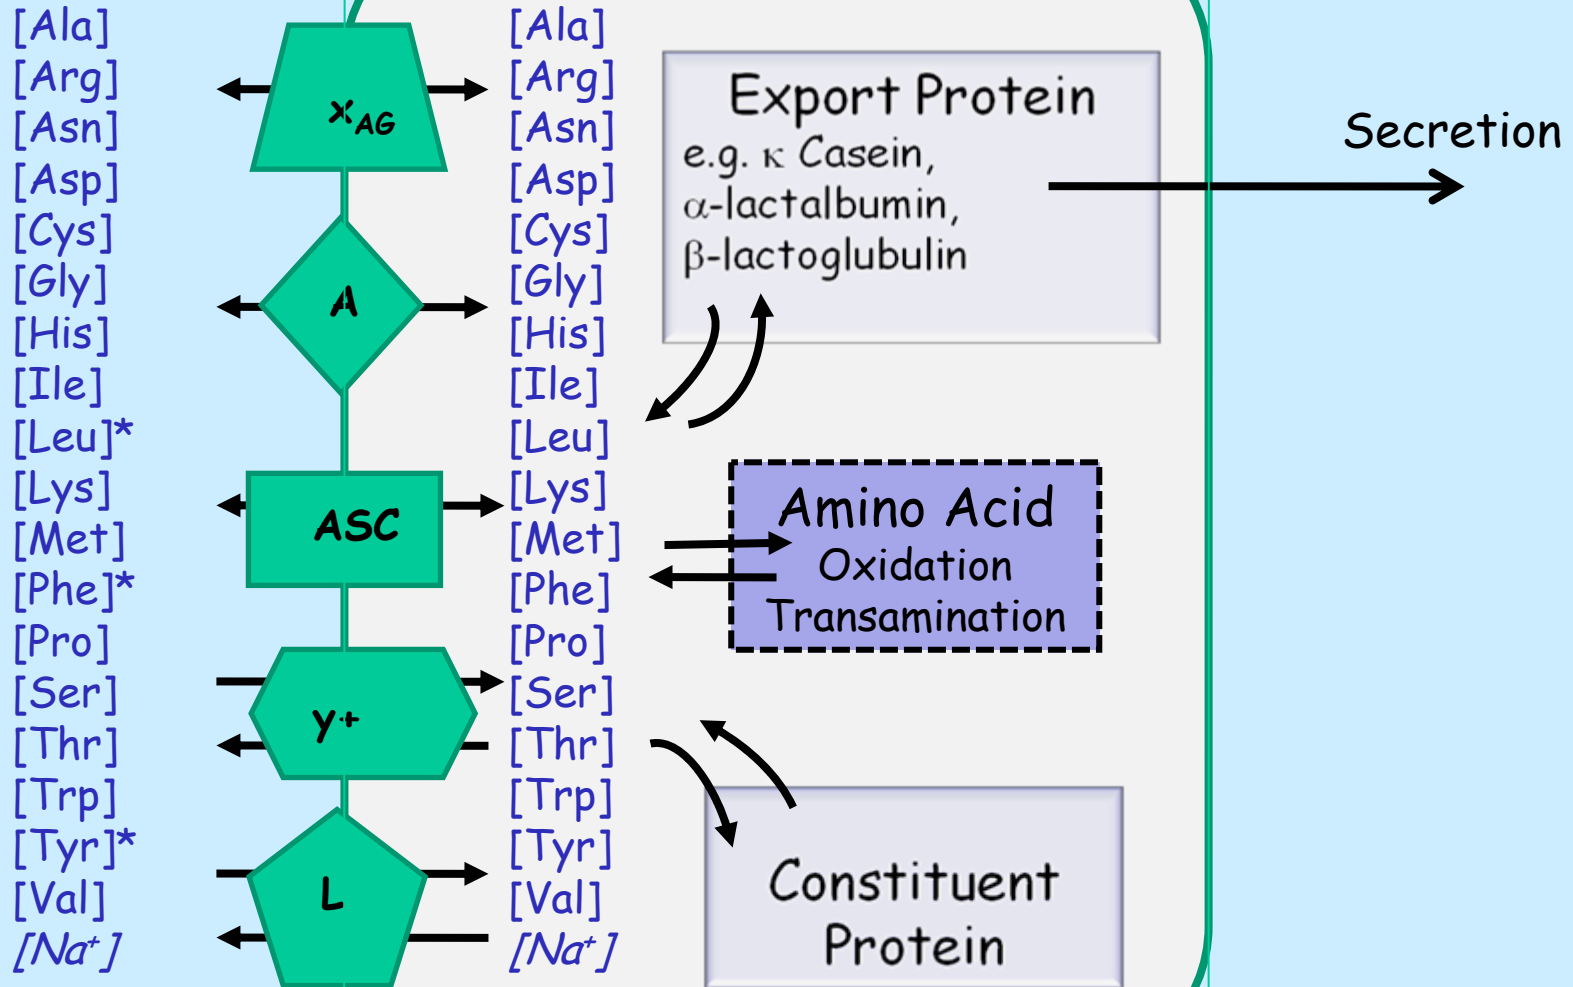 [Ala]
[Arg]
[Asn]
[Asp]
[Cys]
[Gly]
[His]
[Ile]
[Leu]*
[Lys]
[Met]
[Phe]*
[Pro]
[Ser]
[Thr]
[Trp]
[Tyr]*
[Val]
[Na⁺]
x_AG
A
ASC
y+
L
[Ala]
[Arg]
[Asn]
[Asp]
[Cys]
[Gly]
[His]
[Ile]
[Leu]
[Lys]
[Met]
[Phe]
[Pro]
[Ser]
[Thr]
[Trp]
[Tyr]
[Val]
[Na⁺]
Export Protein
e.g. κ Casein,
α-lactalbumin,
β-lactoglubulin
Amino Acid
Oxidation
Transamination
Constituent
Protein
Secretion